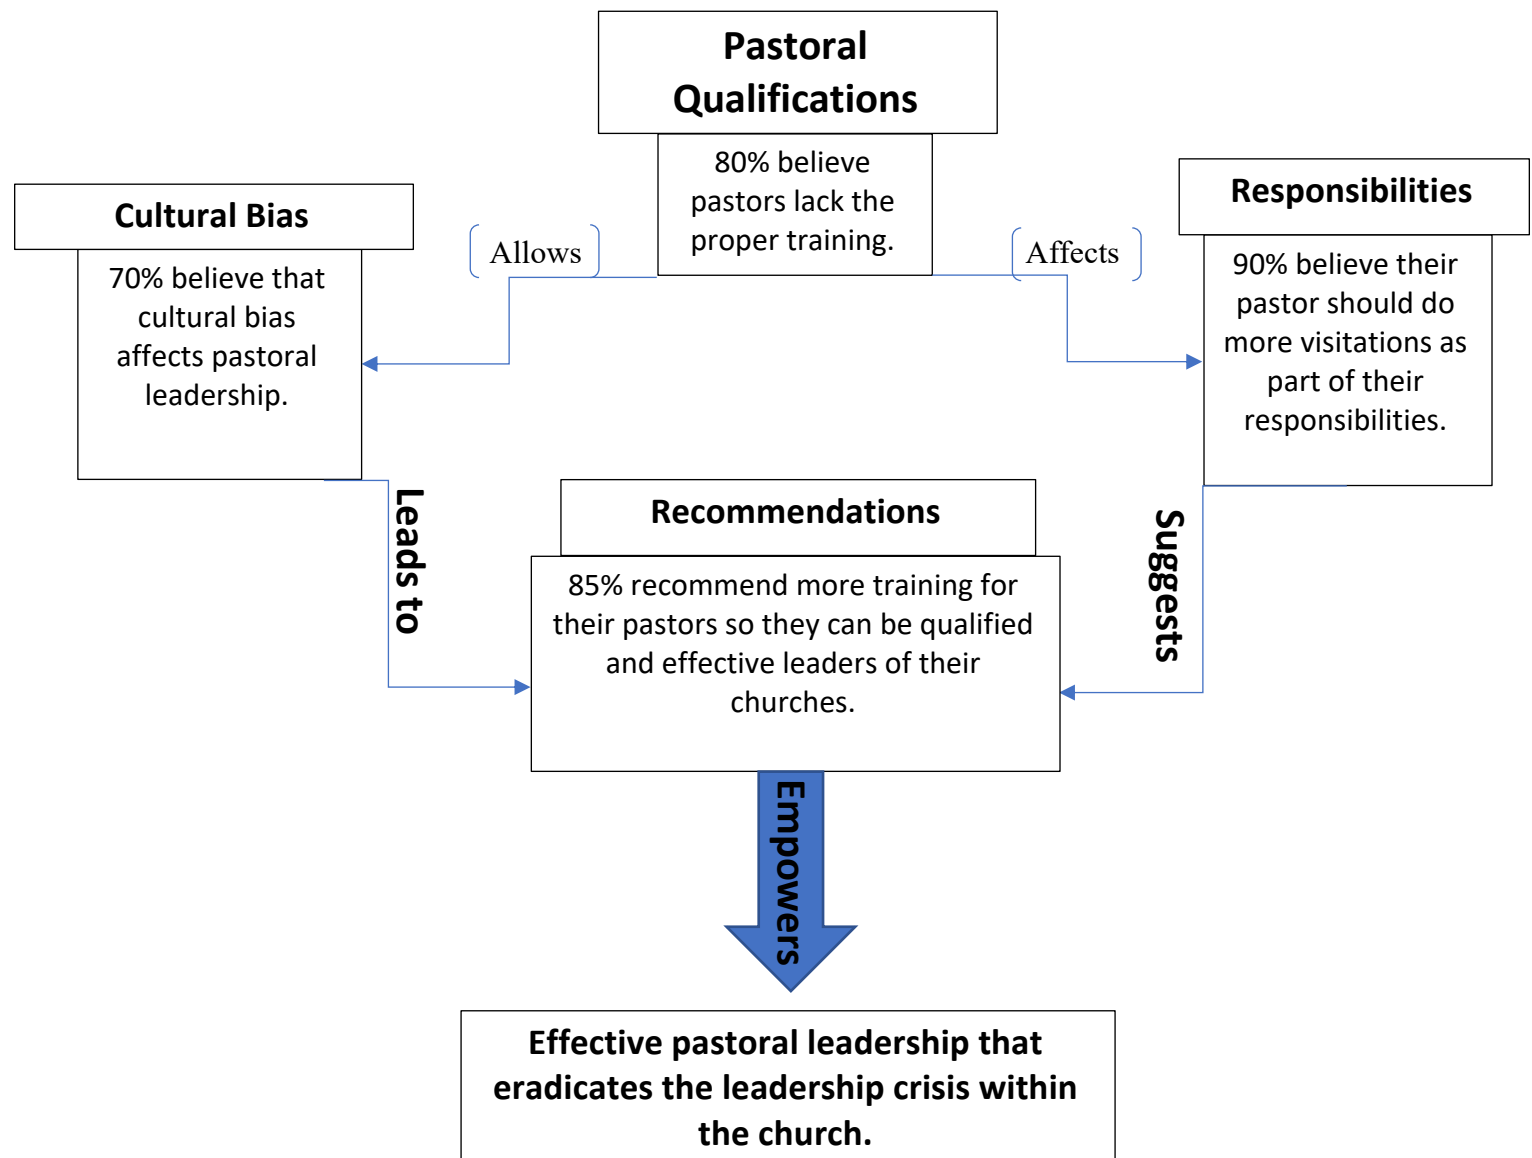 Pastoral
Qualifications
80% believe
pastors lack the
proper training.
Cultural Bias
70% believe that
cultural bias
affects pastoral
leadership.
Allows
Affects
Responsibilities
90% believe their
pastor should do
more visitations as
part of their
responsibilities.
Leads to
Suggests
Recommendations
85% recommend more training for
their pastors so they can be qualified
and effective leaders of their
churches.
Empowers
Effective pastoral leadership that
eradicates the leadership crisis within
the church.